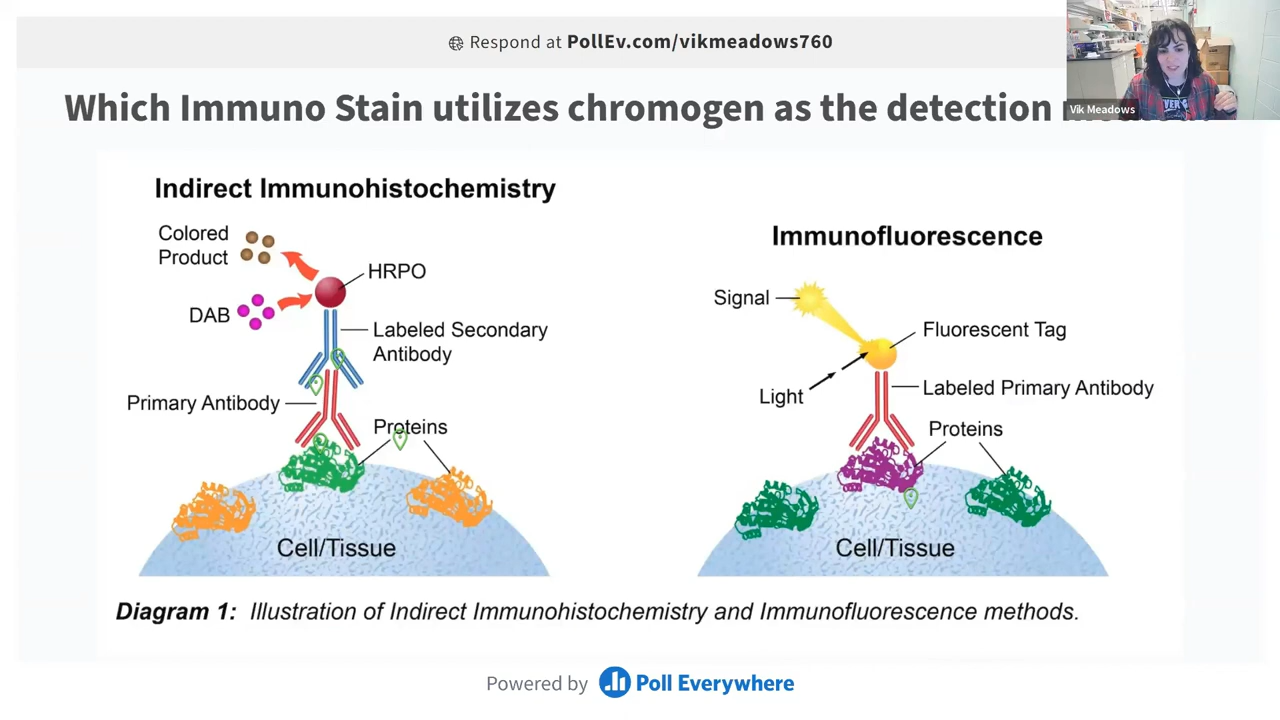 Respond at PollEv.com/vikmeadows760
Which Immuno Stain utilizes chromogen as the detection
Vik Meadows
Indirect Immunohistochemistry
Colored
Product
HRPO
DAB
Labeled Secondary
Antibody
Primary Antibody
Proteins
Cell/Tissue
Immunofluorescence
Signal
Fluorescent Tag
Light
Labeled Primary Antibody
Proteins
Cell/Tissue
Diagram 1: Illustration of Indirect Immunohistochemistry and Immunofluorescence methods.
Powered by Poll Everywhere